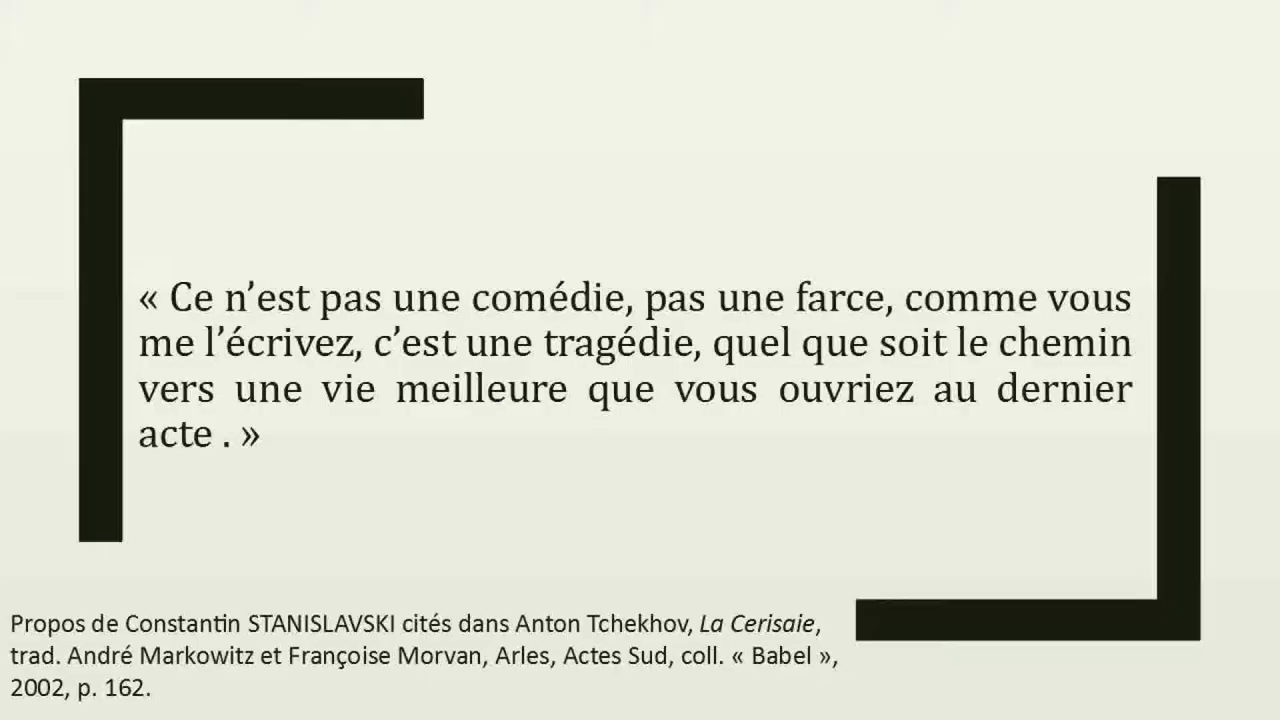 « Ce n’est pas une comédie, pas une farce, comme vous
me l’écrivez, c’est une tragédie, quel que soit le chemin
vers une vie meilleure que vous ouvriez au dernier
acte . »
Propos de Constantin STANISLAVSKI cités dans Anton Tchekhov, La Cerisaie,
trad. André Markowitz et Françoise Morvan, Arles, Actes Sud, coll. « Babel »,
2002, p. 162.